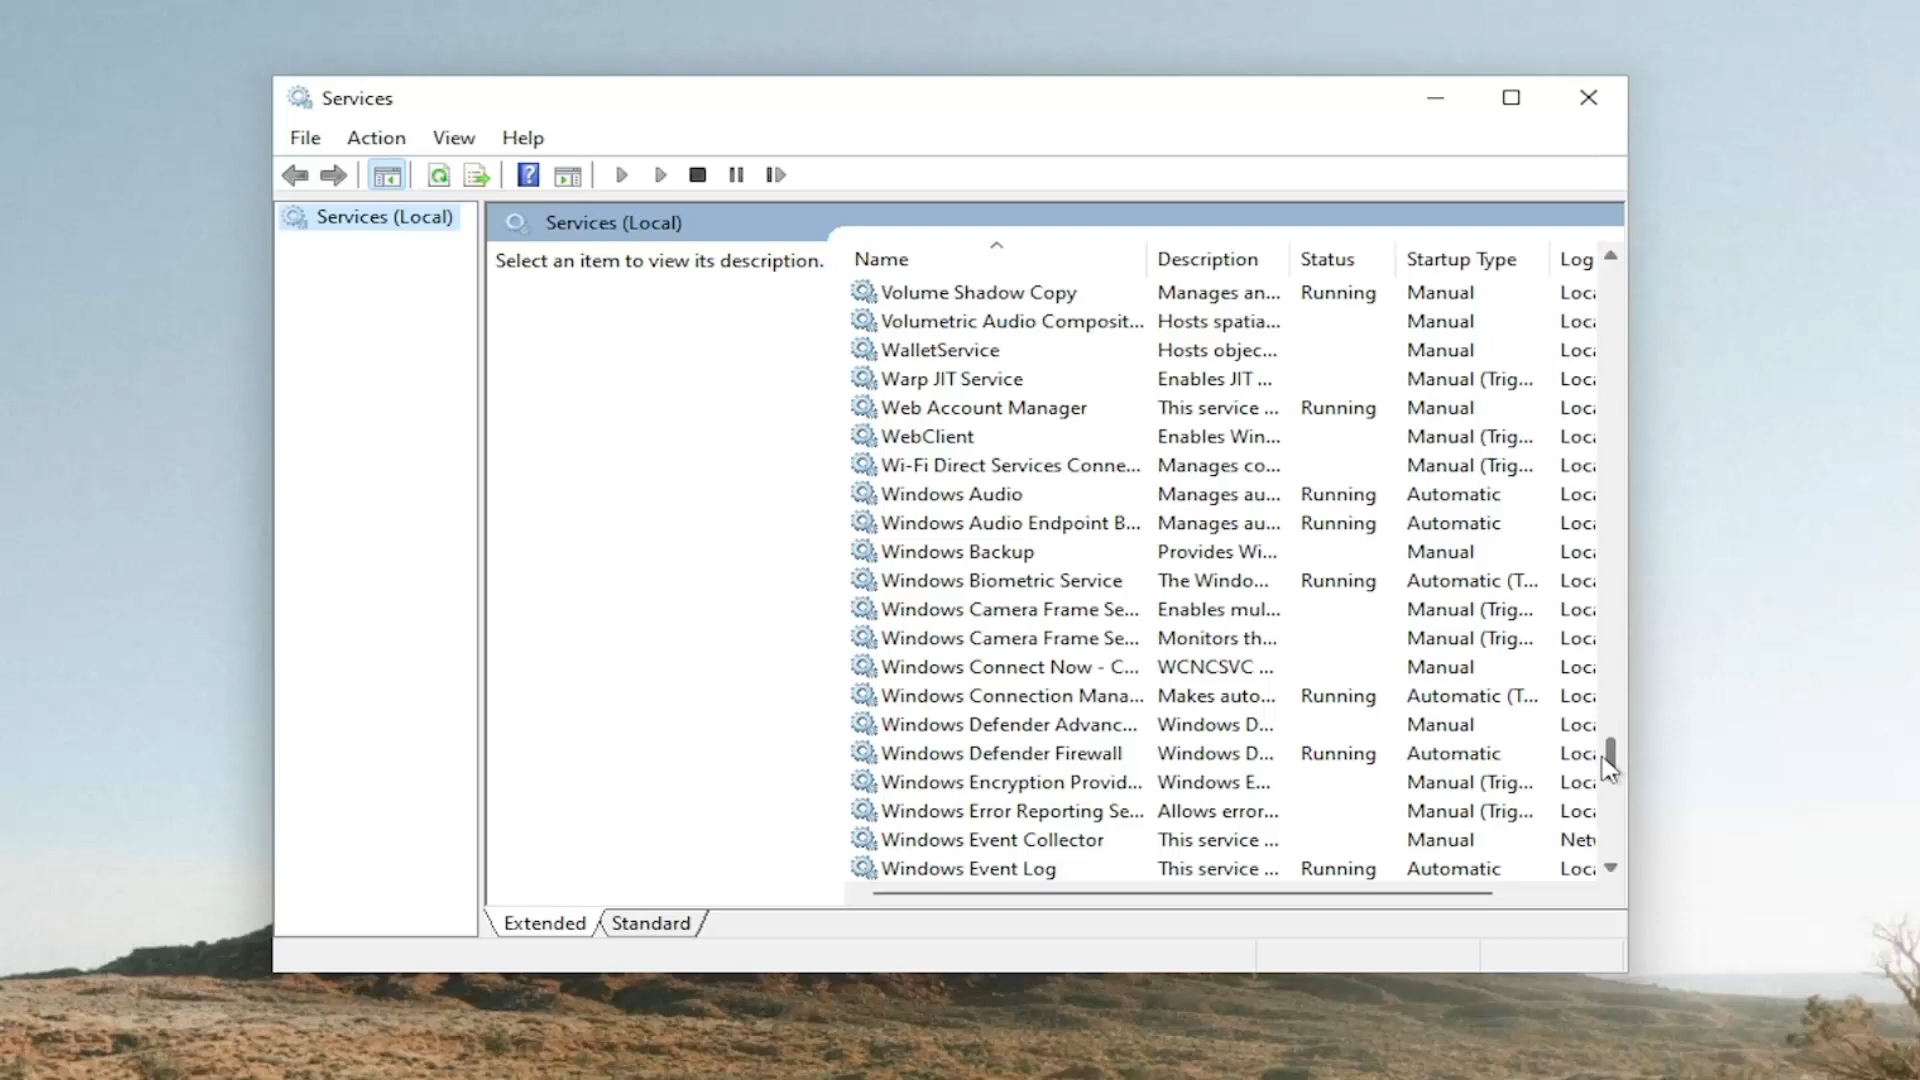 Services
File Action View Help
Services (Local)
Services (Local)
Select an item to view its description.
Name Description Status Startup Type Log
Volume Shadow Copy Manages an... Running Manual Loc
Volumetric Audio Composit... Hosts spatia... Manual Loc
WalletService Hosts objec... Manual Loc
Warp JIT Service Enables JIT ... Manual (Trig... Loc
Web Account Manager This service ... Running Manual Loc
WebClient Enables Win... Manual (Trig... Loc
Wi-Fi Direct Services Conne... Manages co... Manual (Trig... Loc
Windows Audio Manages au... Running Automatic Loc
Windows Audio Endpoint B... Manages au... Running Automatic Loc
Windows Backup Provides Wi... Manual Loc
Windows Biometric Service The Windo... Running Automatic (T... Loc
Windows Camera Frame Se... Enables mul... Manual (Trig... Loc
Windows Camera Frame Se... Monitors th... Manual (Trig... Loc
Windows Connect Now - C... WCNCSVC ... Manual Loc
Windows Connection Mana... Makes auto... Running Automatic (T... Loc
Windows Defender Advanc... Windows D... Manual Loc
Windows Defender Firewall Windows D... Running Automatic Loc
Windows Encryption Provid... Windows E... Manual (Trig... Loc
Windows Error Reporting Se... Allows error... Manual (Trig... Loc
Windows Event Collector This service ... Manual Net
Windows Event Log This service ... Running Automatic Loc
Extended Standard